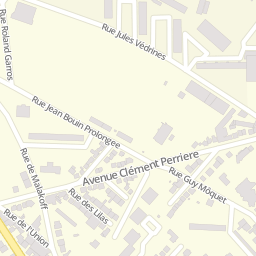 Rue Roland Garros
Rue Jules Védrines
Rue Jean Bouin Prolongée
Avenue Clément Perriere
Rue de Malakoff
Rue Guy Môquet
Rue des Lilas
Rue de
l'Union